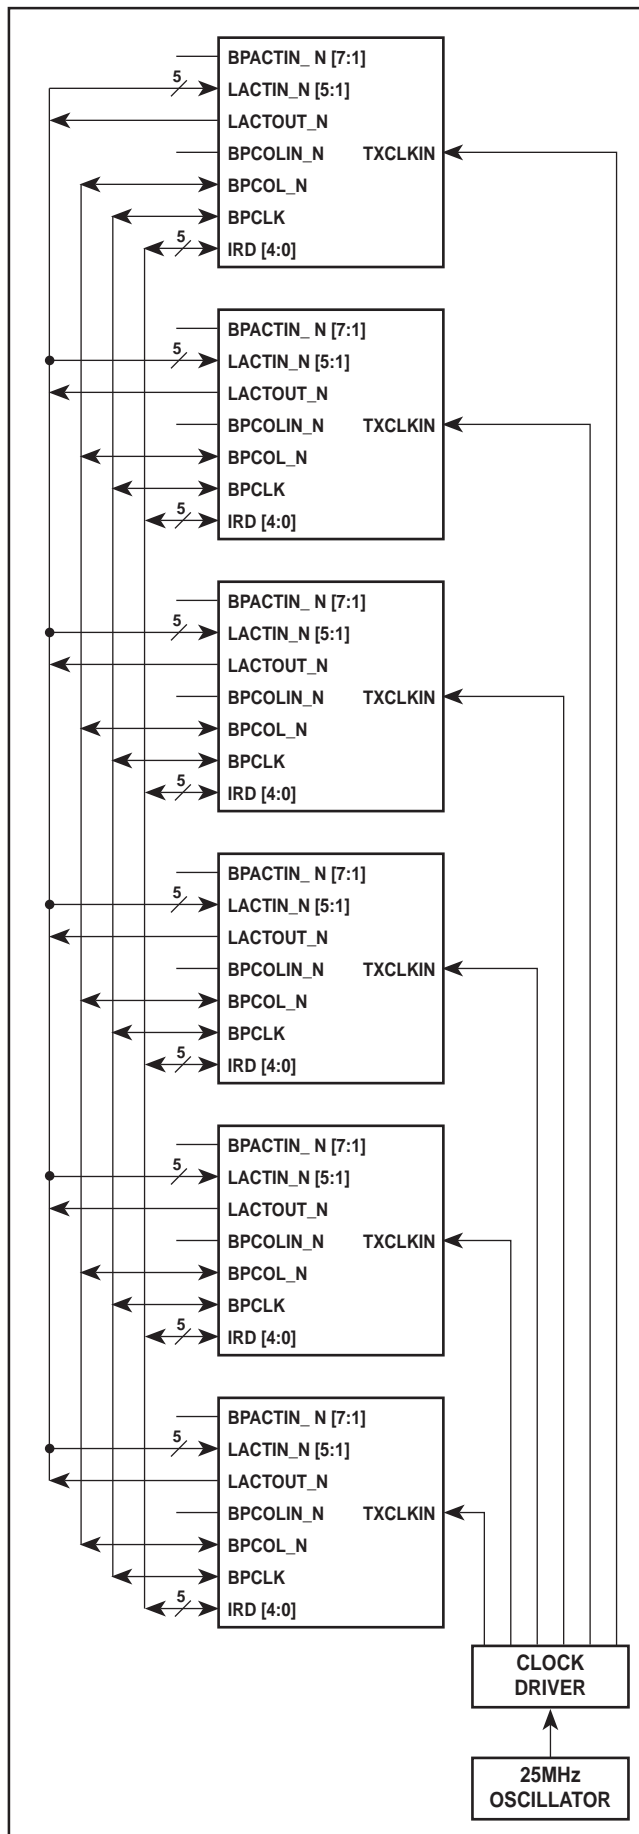 BPACTIN_ N [7:1]
5
LACTIN_N [5:1]
LACTOUT_N
BPCOLIN_N TXCLKIN
BPCOL_N
BPCLK
5
IRD [4:0]
BPACTIN_ N [7:1]
5
LACTIN_N [5:1]
LACTOUT_N
BPCOLIN_N TXCLKIN
BPCOL_N
BPCLK
5
IRD [4:0]
BPACTIN_ N [7:1]
5
LACTIN_N [5:1]
LACTOUT_N
BPCOLIN_N TXCLKIN
BPCOL_N
BPCLK
5
IRD [4:0]
BPACTIN_ N [7:1]
5
LACTIN_N [5:1]
LACTOUT_N
BPCOLIN_N TXCLKIN
BPCOL_N
BPCLK
5
IRD [4:0]
BPACTIN_ N [7:1]
5
LACTIN_N [5:1]
LACTOUT_N
BPCOLIN_N TXCLKIN
BPCOL_N
BPCLK
5
IRD [4:0]
BPACTIN_ N [7:1]
5
LACTIN_N [5:1]
LACTOUT_N
BPCOLIN_N TXCLKIN
BPCOL_N
BPCLK
5
IRD [4:0]
CLOCK
DRIVER
25MHz
OSCILLATOR